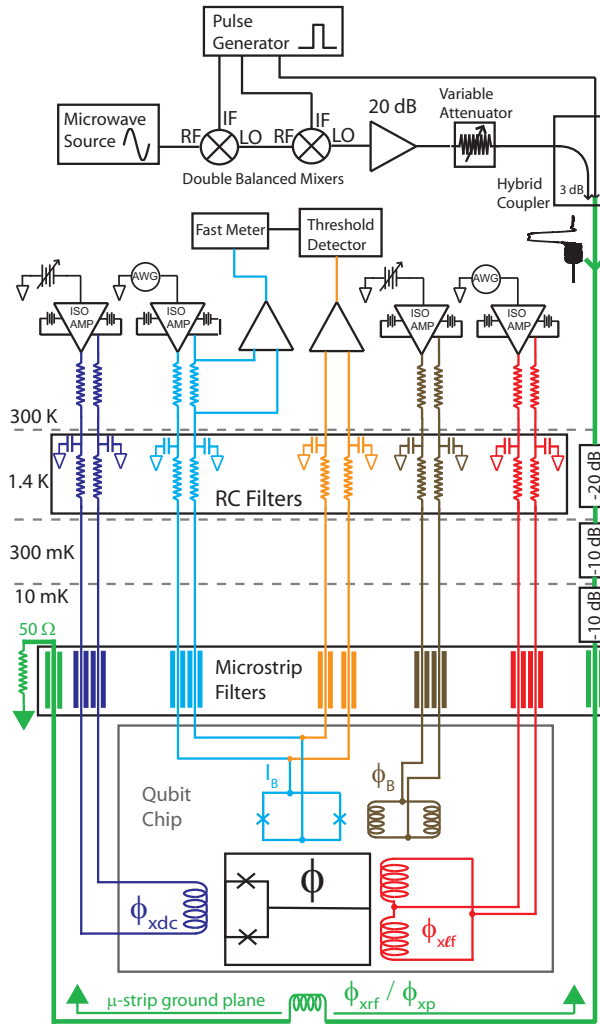 Pulse
Generator
Microwave
Source
RF
IF
LO
RF
IF
LO
20 dB
Variable
Attenuator
Double Balanced Mixers
Hybrid
Coupler
3 dB
Fast Meter
Threshold
Detector
AWG
AWG
ISO
AMP
ISO
AMP
ISO
AMP
ISO
AMP
300 K
1.4 K
RC Filters
-20 dB
300 mK
-10 dB
10 mK
-10 dB
50 Ω
Microstrip
Filters
Qubit
Chip
I_B
ϕ_B
ϕ
ϕ_xdc
ϕ_xℓf
μ-strip ground plane
ϕ_xrf / ϕ_xp